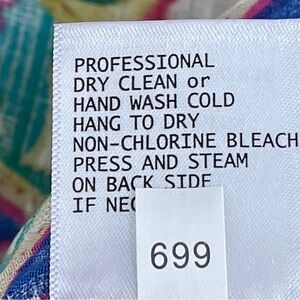 PROFESSIONAL
DRY CLEAN or
HAND WASH COLD
HANG TO DRY
NON-CHLORINE BLEACH
PRESS AND STEAM
ON BACK SIDE
IF
699